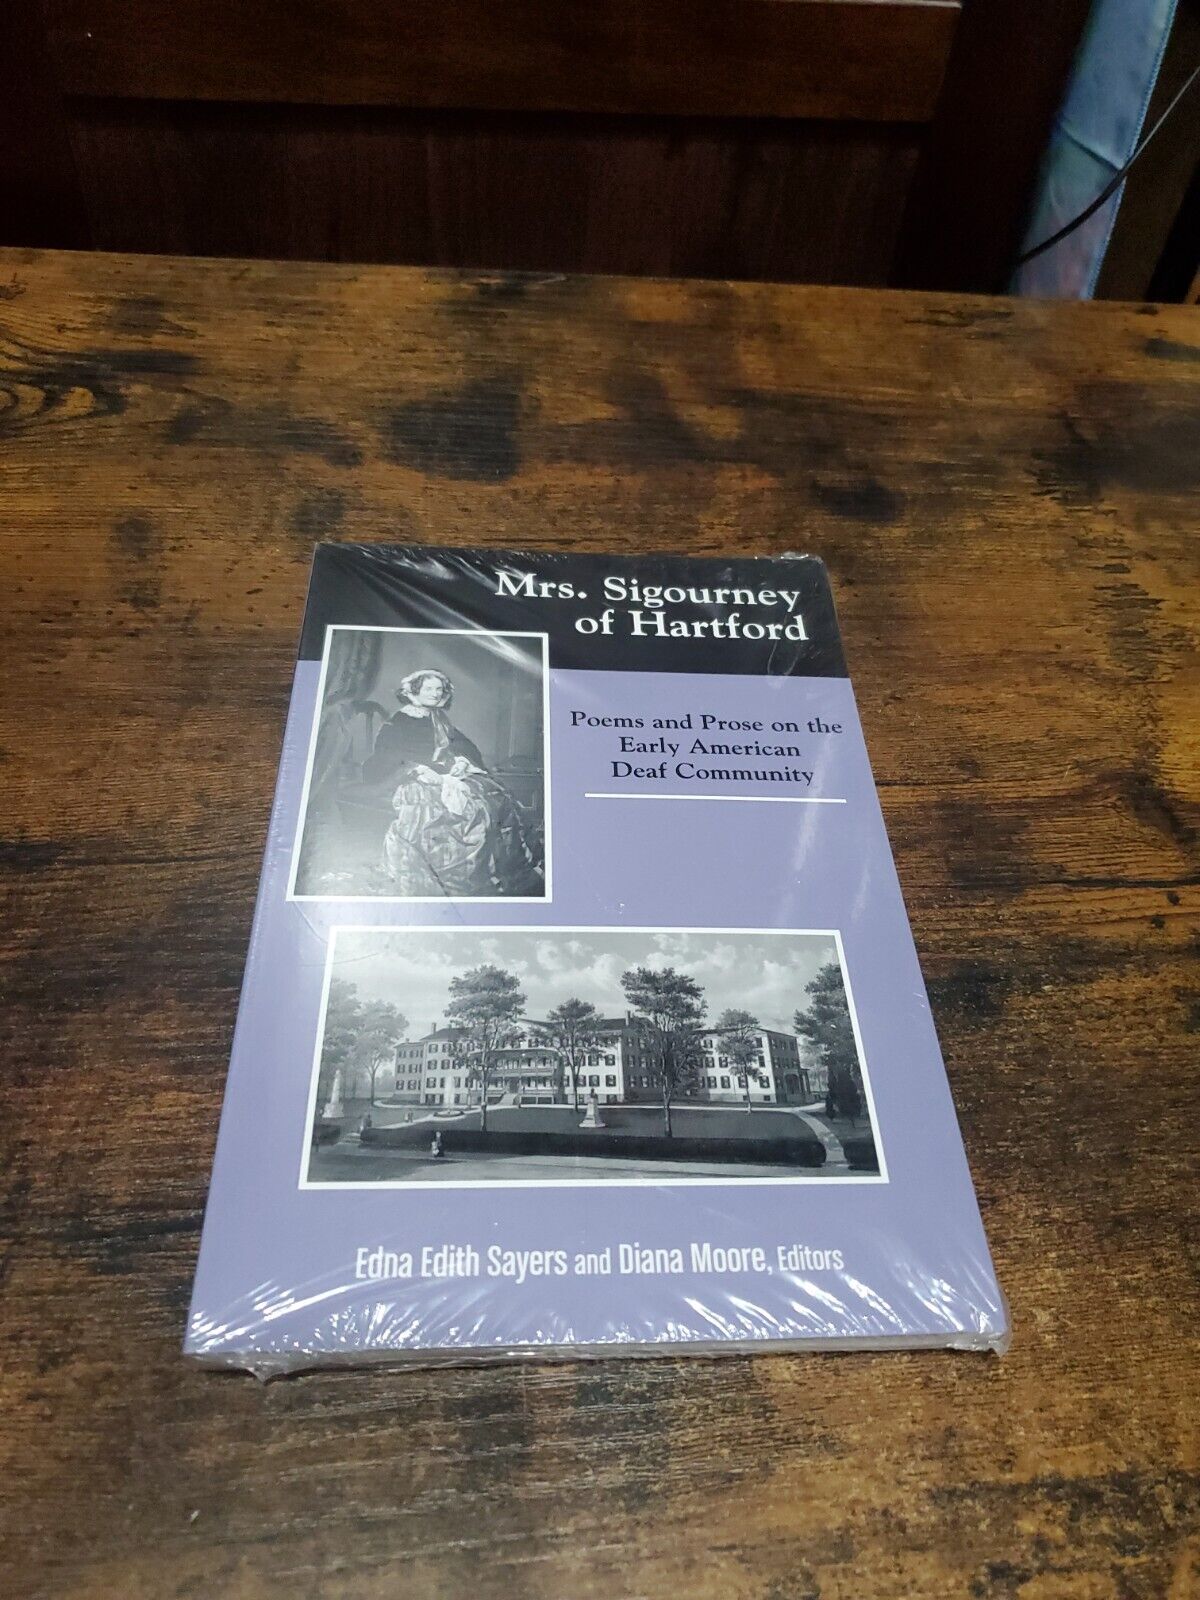 Mrs. Sigourney
of Hartford
Poems and Prose on the
Early American
Deaf Community
Edna Edith Sayers and Diana Moore, Editors